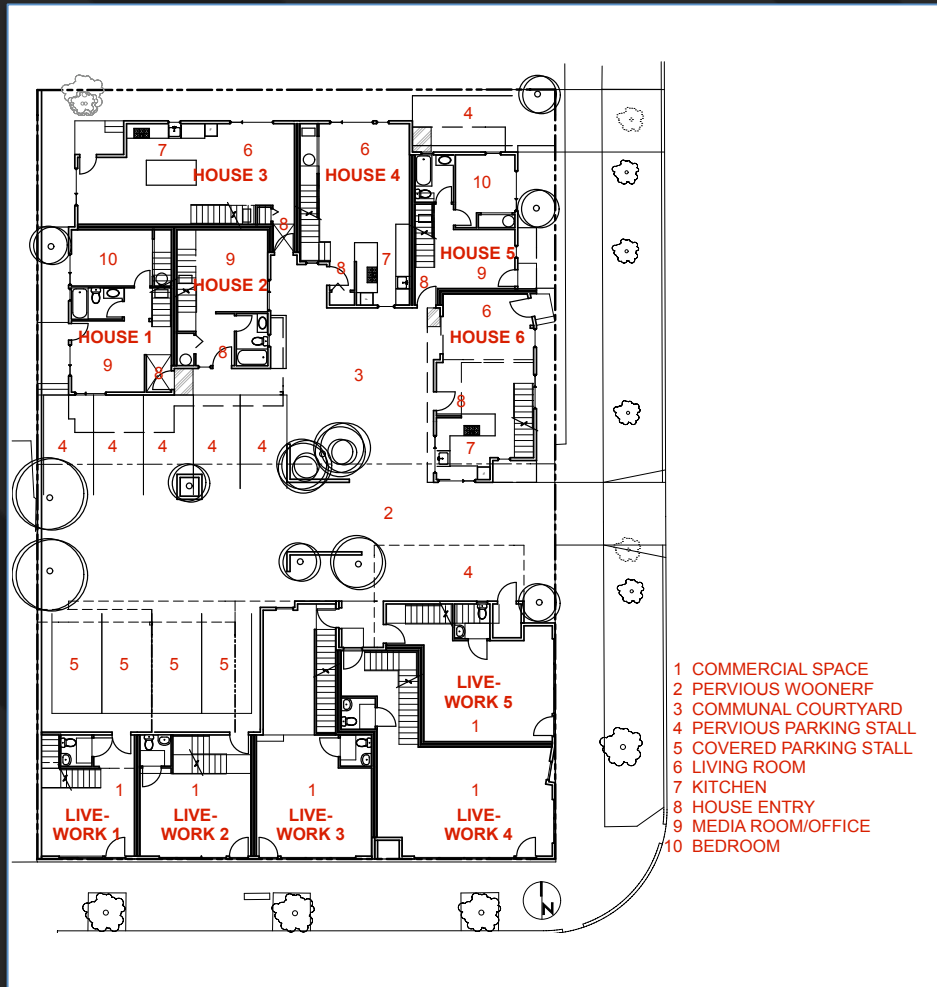 4
7
6
HOUSE 3
6
HOUSE 4
10
8
10
9
HOUSE 2
8
7
HOUSE 5
9
8
6
HOUSE 6
HOUSE 1
9
8
8
3
8
7
4
4
4
4
4
2
4
5
5
5
5
LIVE-
WORK 5
1
1
LIVE-
WORK 1
1
LIVE-
WORK 2
1
LIVE-
WORK 3
1
LIVE-
WORK 4
N
1 COMMERCIAL SPACE
2 PERVIOUS WOONERF
3 COMMUNAL COURTYARD
4 PERVIOUS PARKING STALL
5 COVERED PARKING STALL
6 LIVING ROOM
7 KITCHEN
8 HOUSE ENTRY
9 MEDIA ROOM/OFFICE
10 BEDROOM